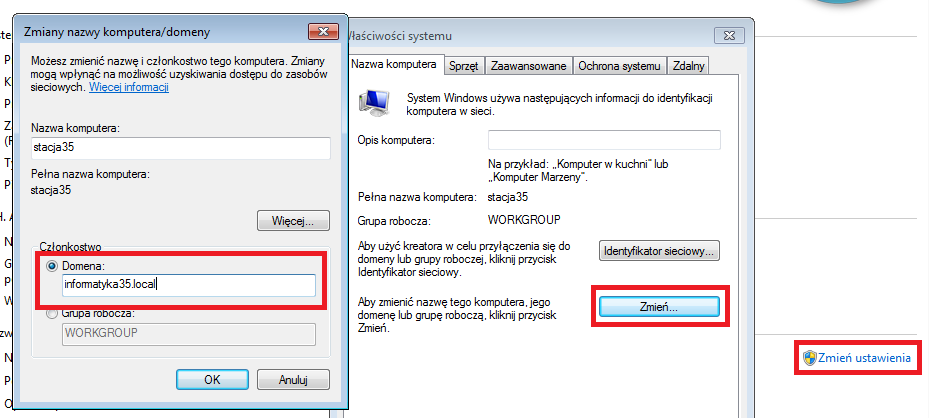 Zmiany nazwy komputera/domeny
Możesz zmienić nazwę i członkostwo tego komputera. Zmiany
mogą wpłynąć na możliwość uzyskiwania dostępu do zasobów
sieciowych. Więcej informacji
Nazwa komputera:
stacja35
Pełna nazwa komputera:
stacja35
Więcej...
Członkostwo
Domena:
informatyka35.local
Grupa robocza:
WORKGROUP
OK
Anuluj
Właściwości systemu
Nazwa komputera
Sprzęt
Zaawansowane
Ochrona systemu
Zdalny
System Windows używa następujących informacji do identyfikacji
komputera w sieci.
Opis komputera:
Na przykład: „Komputer w kuchni” lub
„Komputer Marzeny”.
Pełna nazwa komputera:
stacja35
Grupa robocza:
WORKGROUP
Aby użyć kreatora w celu przyłączenia się do
domeny lub grupy roboczej, kliknij przycisk
Identyfikator sieciowy.
Identyfikator sieciowy...
Aby zmienić nazwę tego komputera, jego
domenę lub grupę roboczą, kliknij przycisk
Zmień.
Zmień...
Zmień ustawienia